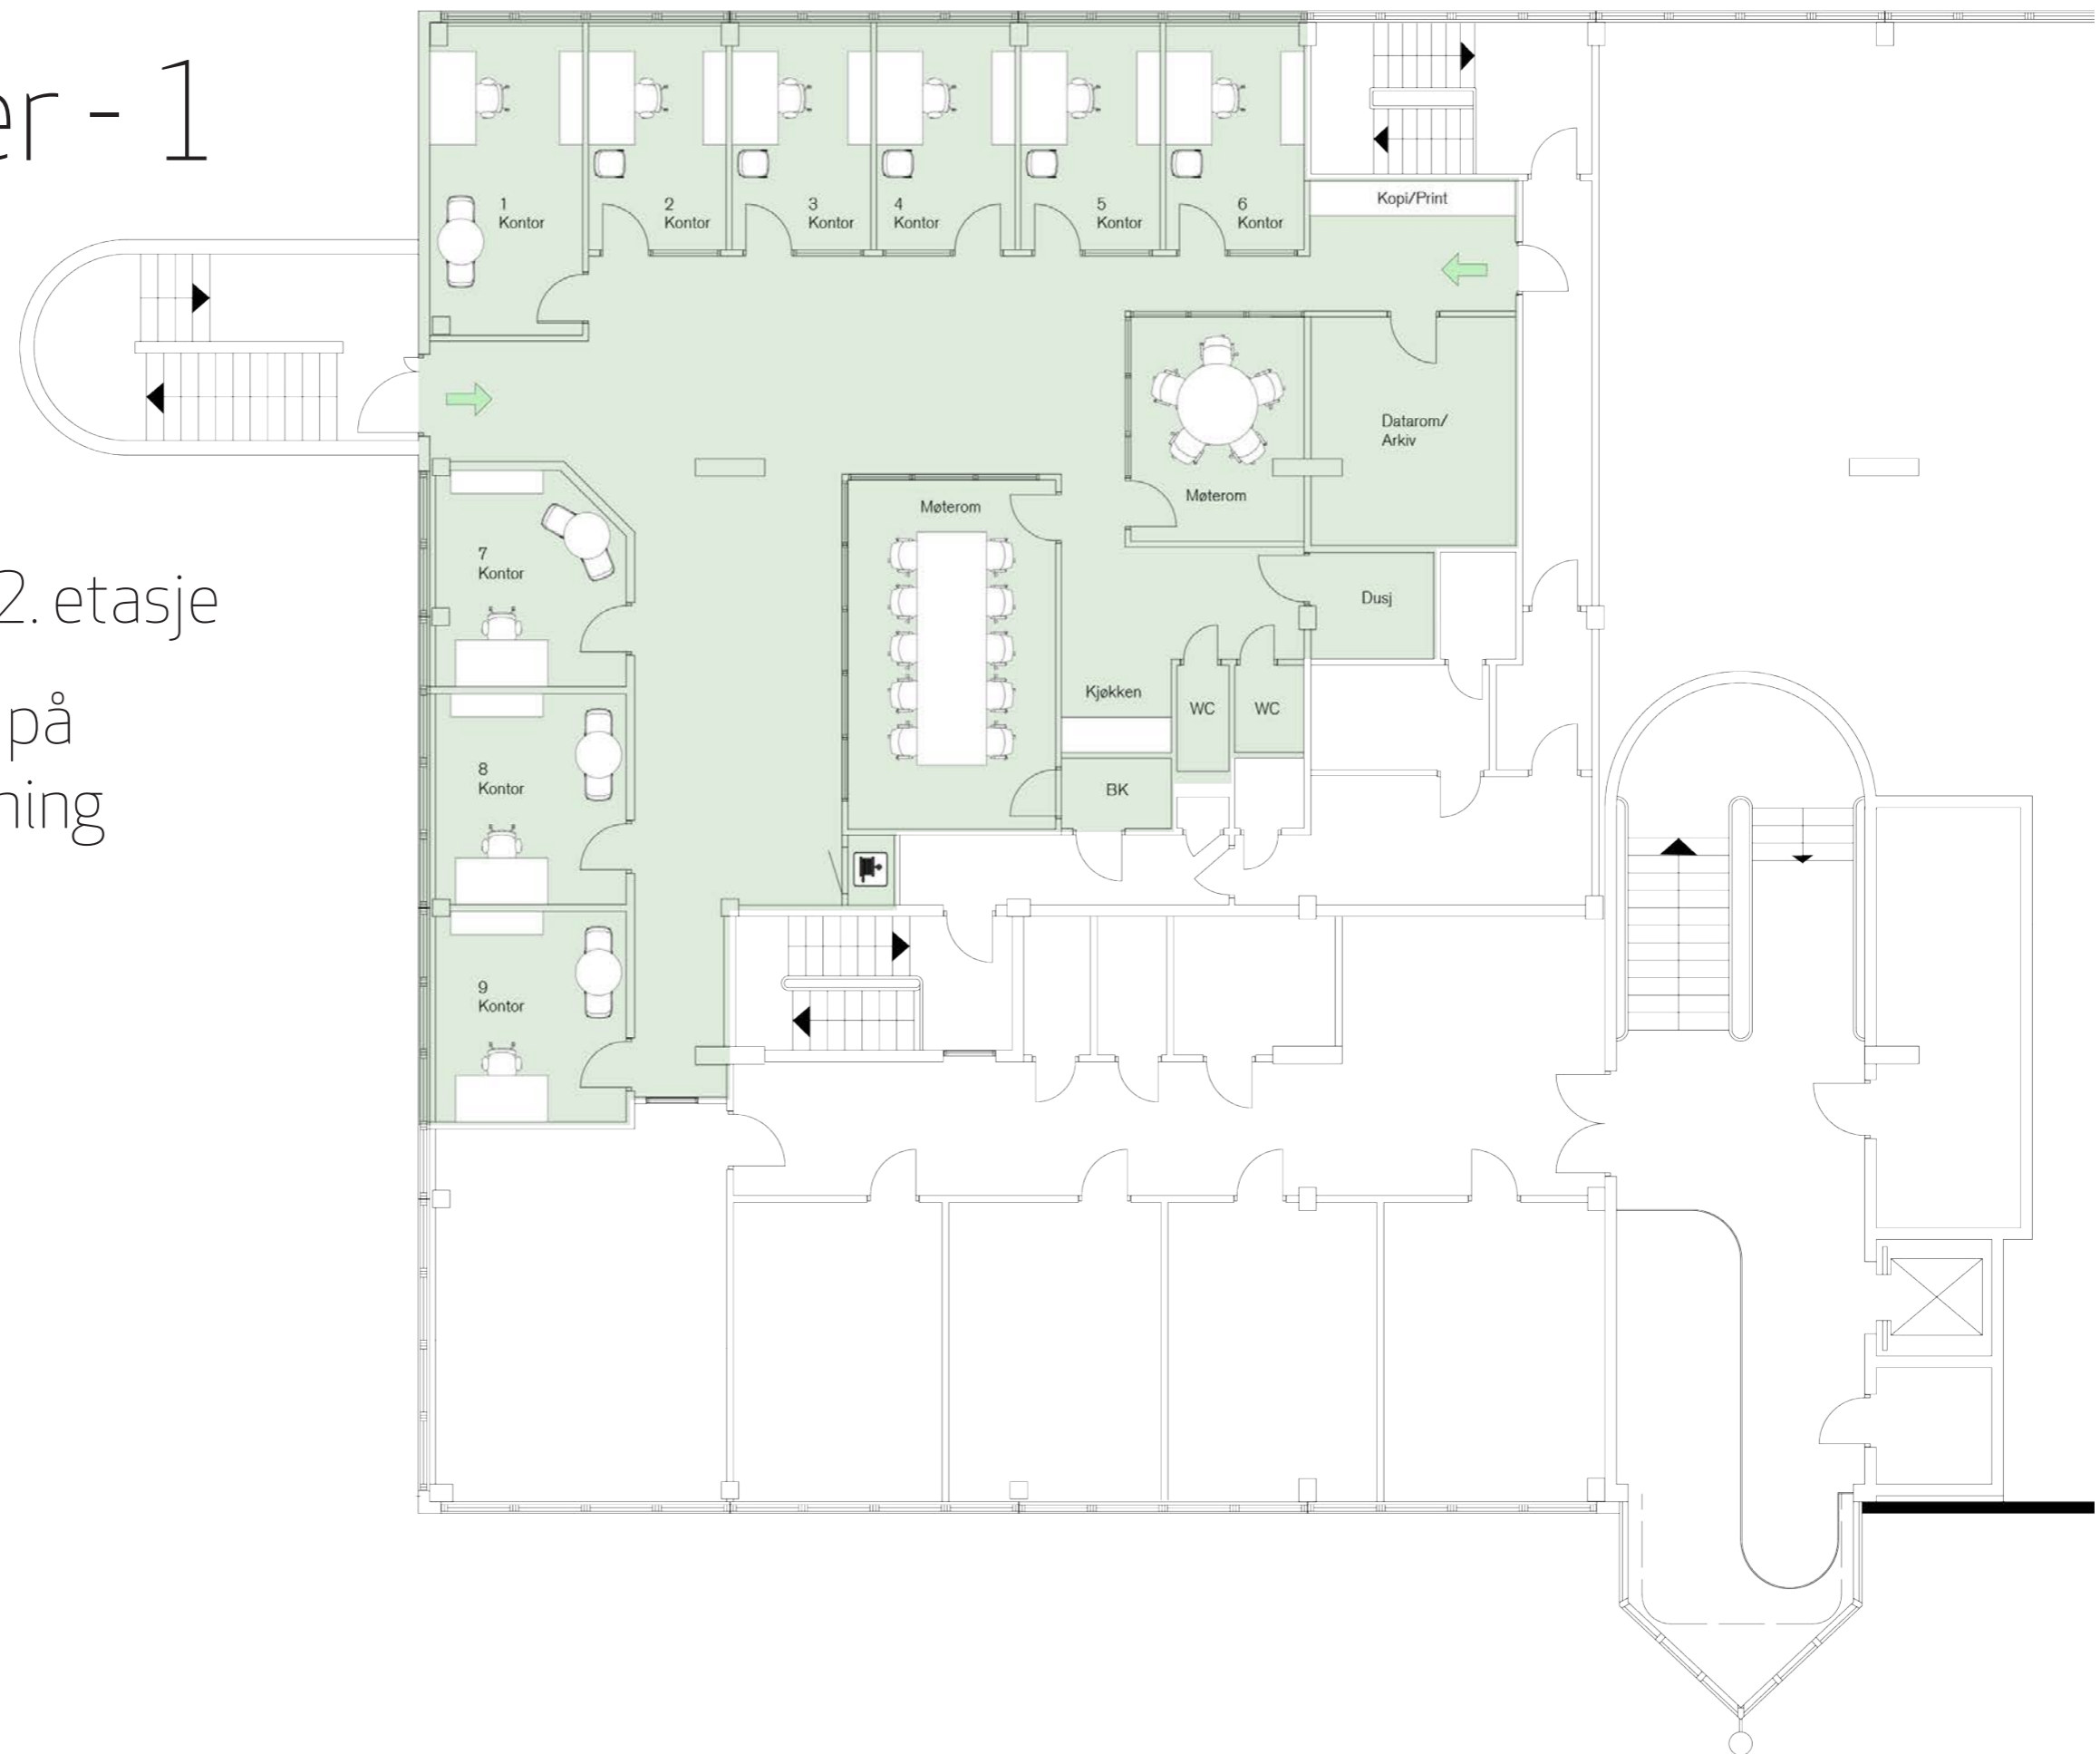 er - 1
2. etasje
på
ning
1
Kontor
2
Kontor
3
Kontor
4
Kontor
5
Kontor
6
Kontor
Kopi/Print
Møterom
Datarom/
Arkiv
Møterom
7
Kontor
Dusj
Kjøkken
WC
WC
8
Kontor
BK
9
Kontor